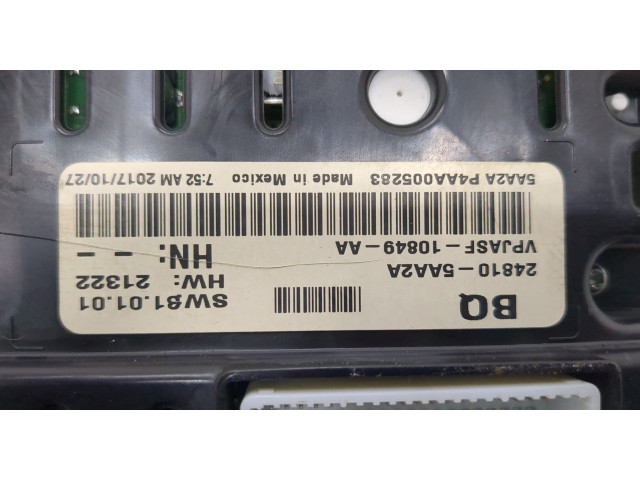 BQ
SW81.01.01
24810-5AA2A
HW: 21322
VPJASF-10849-AA
HN: - -
5AA2A P4AA005283 Made in Mexico 7:52 AM 2017/10/27